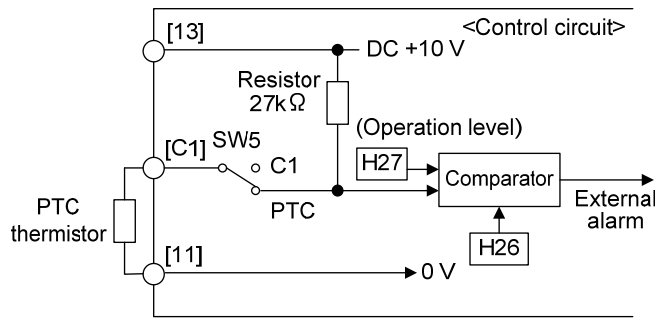 [13]
<Control circuit>
DC +10 V
Resistor
27kΩ
(Operation level)
SW5
[C1]
C1
H27
Comparator
PTC
External
alarm
PTC
thermistor
H26
[11]
0 V